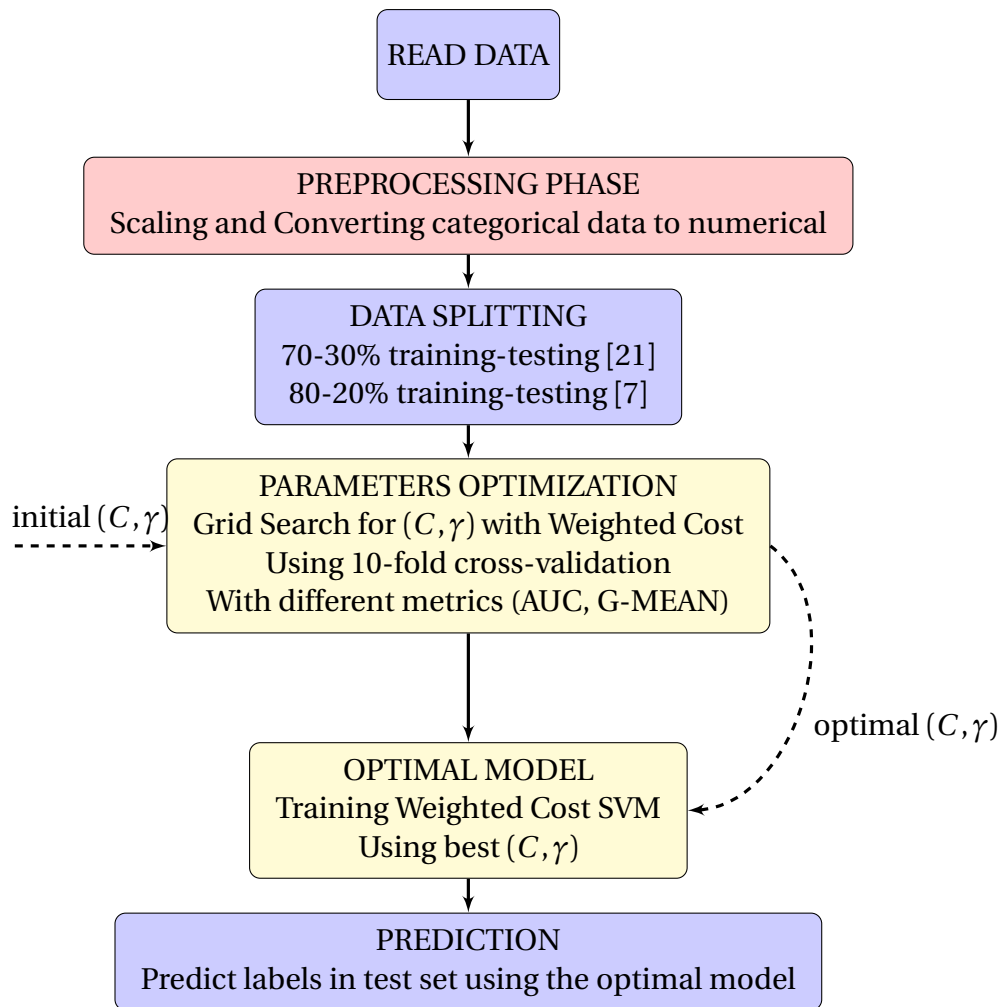 READ DATA
PREPROCESSING PHASE
Scaling and Converting categorical data to numerical
DATA SPLITTING
70-30% training-testing [21]
80-20% training-testing [7]
PARAMETERS OPTIMIZATION
Grid Search for (C, γ) with Weighted Cost
Using 10-fold cross-validation
With different metrics (AUC, G-MEAN)
initial (C, γ)
optimal (C, γ)
OPTIMAL MODEL
Training Weighted Cost SVM
Using best (C, γ)
PREDICTION
Predict labels in test set using the optimal model